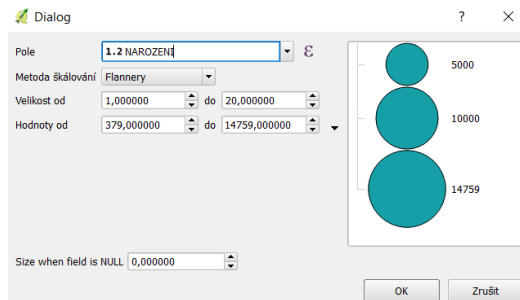 Dialog ? ×
Pole 1.2 NAROZENI ε
Metoda škálování Flannery
Velikost od 1,000000 do 20,000000
Hodnoty od 379,000000 do 14759,000000
Size when field is NULL 0,000000
5000
10000
14759
OK Zrušit